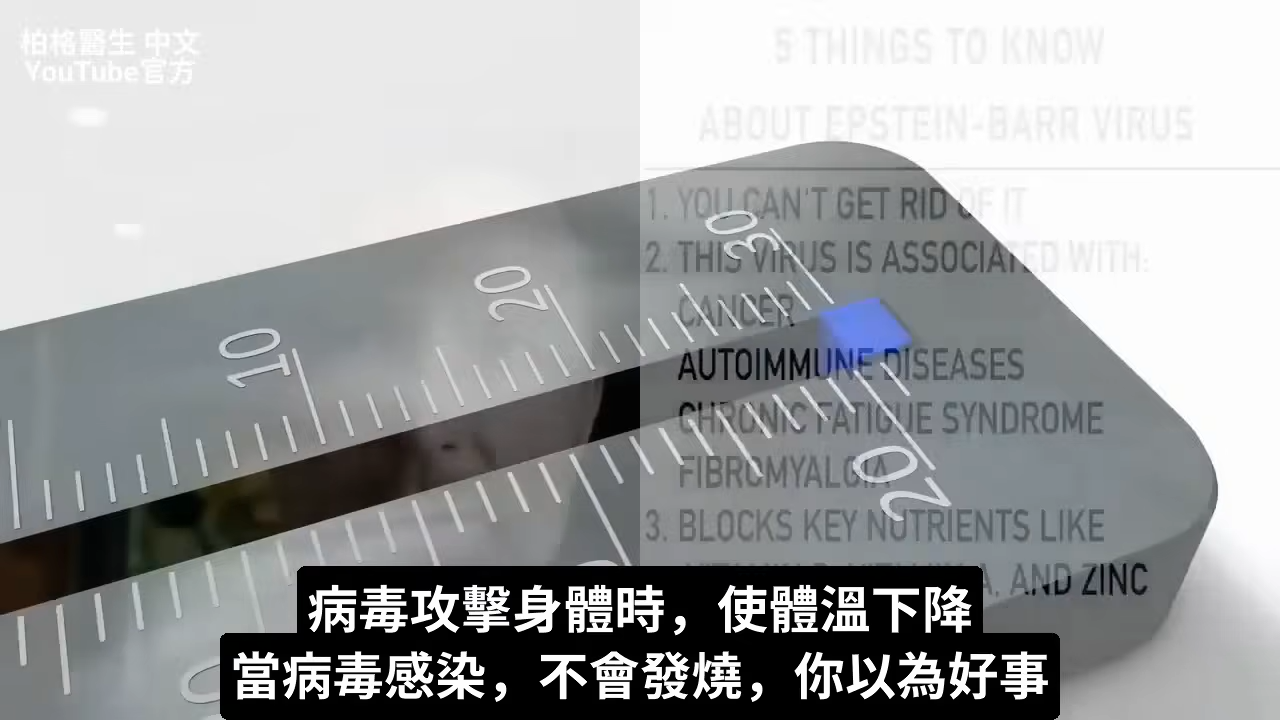 柏格醫生 中文
YouTube官方
5 THINGS TO KNOW
ABOUT EPSTEIN-BARR VIRUS
1. YOU CAN'T GET RID OF IT
2. THIS VIRUS IS ASSOCIATED WITH:
CANCER
AUTOIMMUNE DISEASES
CHRONIC FATIGUE SYNDROME
FIBROMYALGIA
3. BLOCKS KEY NUTRIENTS LIKE
A, AND ZINC
10
20
30
20
病毒攻擊身體時，使體溫下降
當病毒感染，不會發燒，你以為好事